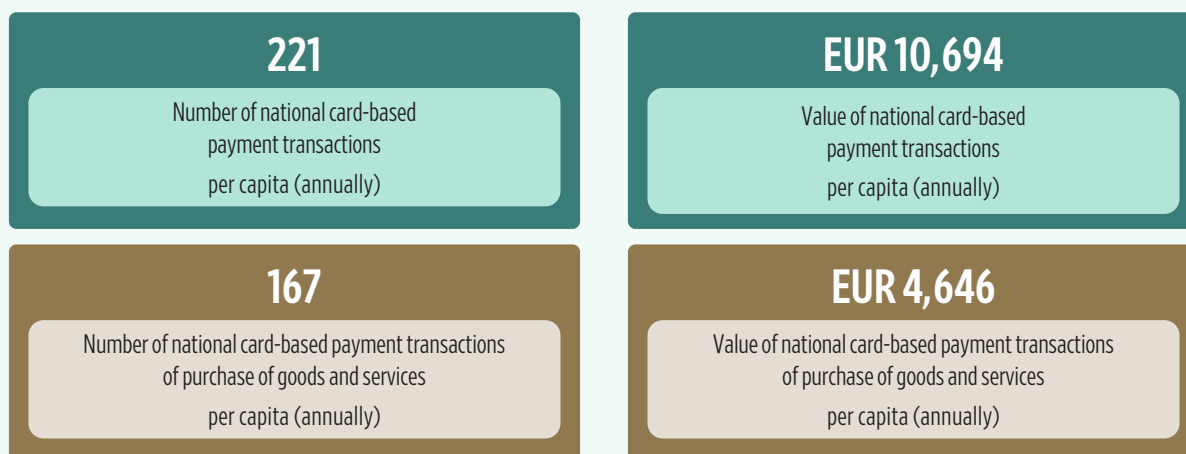 221
Number of national card-based
payment transactions
per capita (annually)
EUR 10,694
Value of national card-based
payment transactions
per capita (annually)
167
Number of national card-based payment transactions
of purchase of goods and services
per capita (annually)
EUR 4,646
Value of national card-based payment transactions
of purchase of goods and services
per capita (annually)